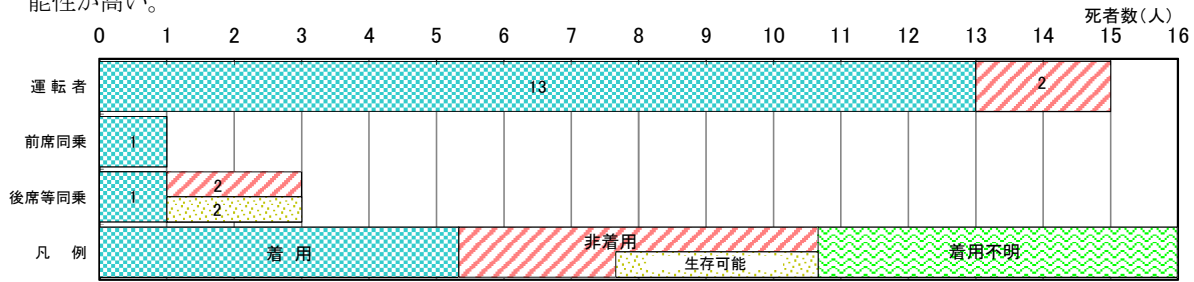 能性が高い。
死者数(人)
0 1 2 3 4 5 6 7 8 9 10 11 12 13 14 15 16
運転者 13 2
前席同乗 1
後席等同乗 1 2
2
凡 例 着 用 非着用 着用不明
生存可能